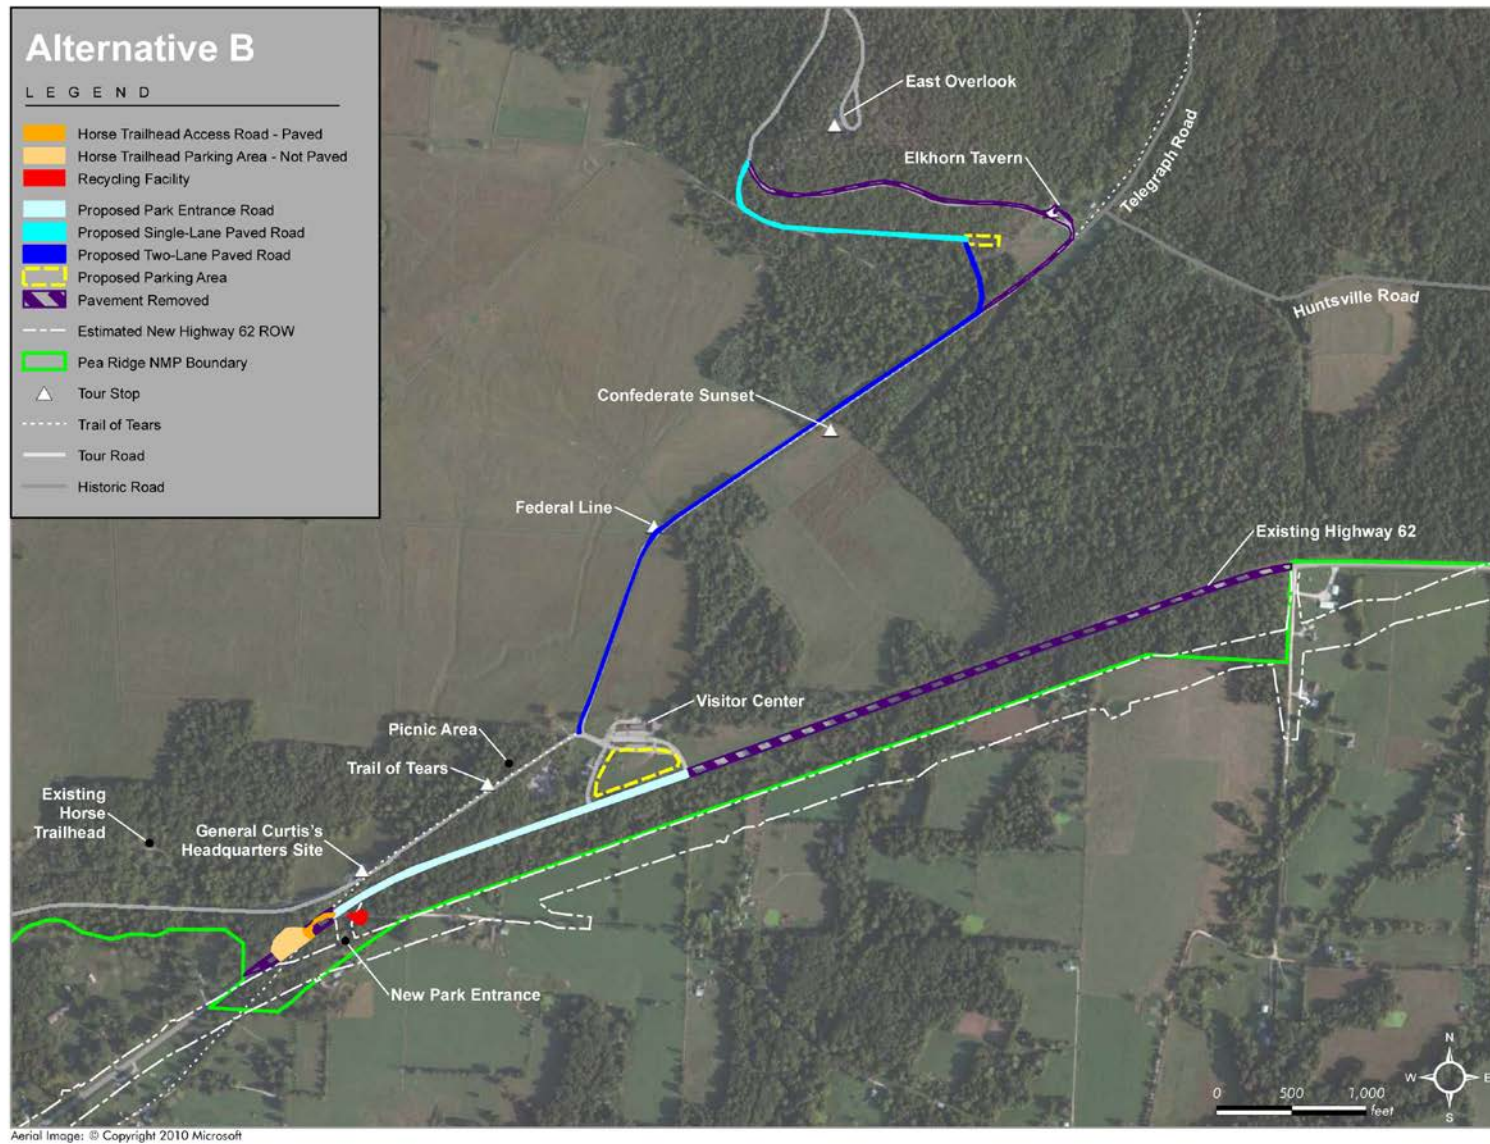 Alternative B
LEGEND
Horse Trailhead Access Road - Paved
Horse Trailhead Parking Area - Not Paved
Recycling Facility
Proposed Park Entrance Road
Proposed Single-Lane Paved Road
Proposed Two-Lane Paved Road
Proposed Parking Area
Pavement Removed
Estimated New Highway 62 ROW
Pea Ridge NMP Boundary
Tour Stop
Trail of Tears
Tour Road
Historic Road
East Overlook
Elkhorn Tavern
Telegraph Road
Huntsville Road
Confederate Sunset
Federal Line
Existing Highway 62
Visitor Center
Picnic Area
Trail of Tears
Existing
Horse
Trailhead
General Curtis's
Headquarters Site
New Park Entrance
N
W
E
S
0 500 1,000
feet
Aerial Image: © Copyright 2010 Microsoft